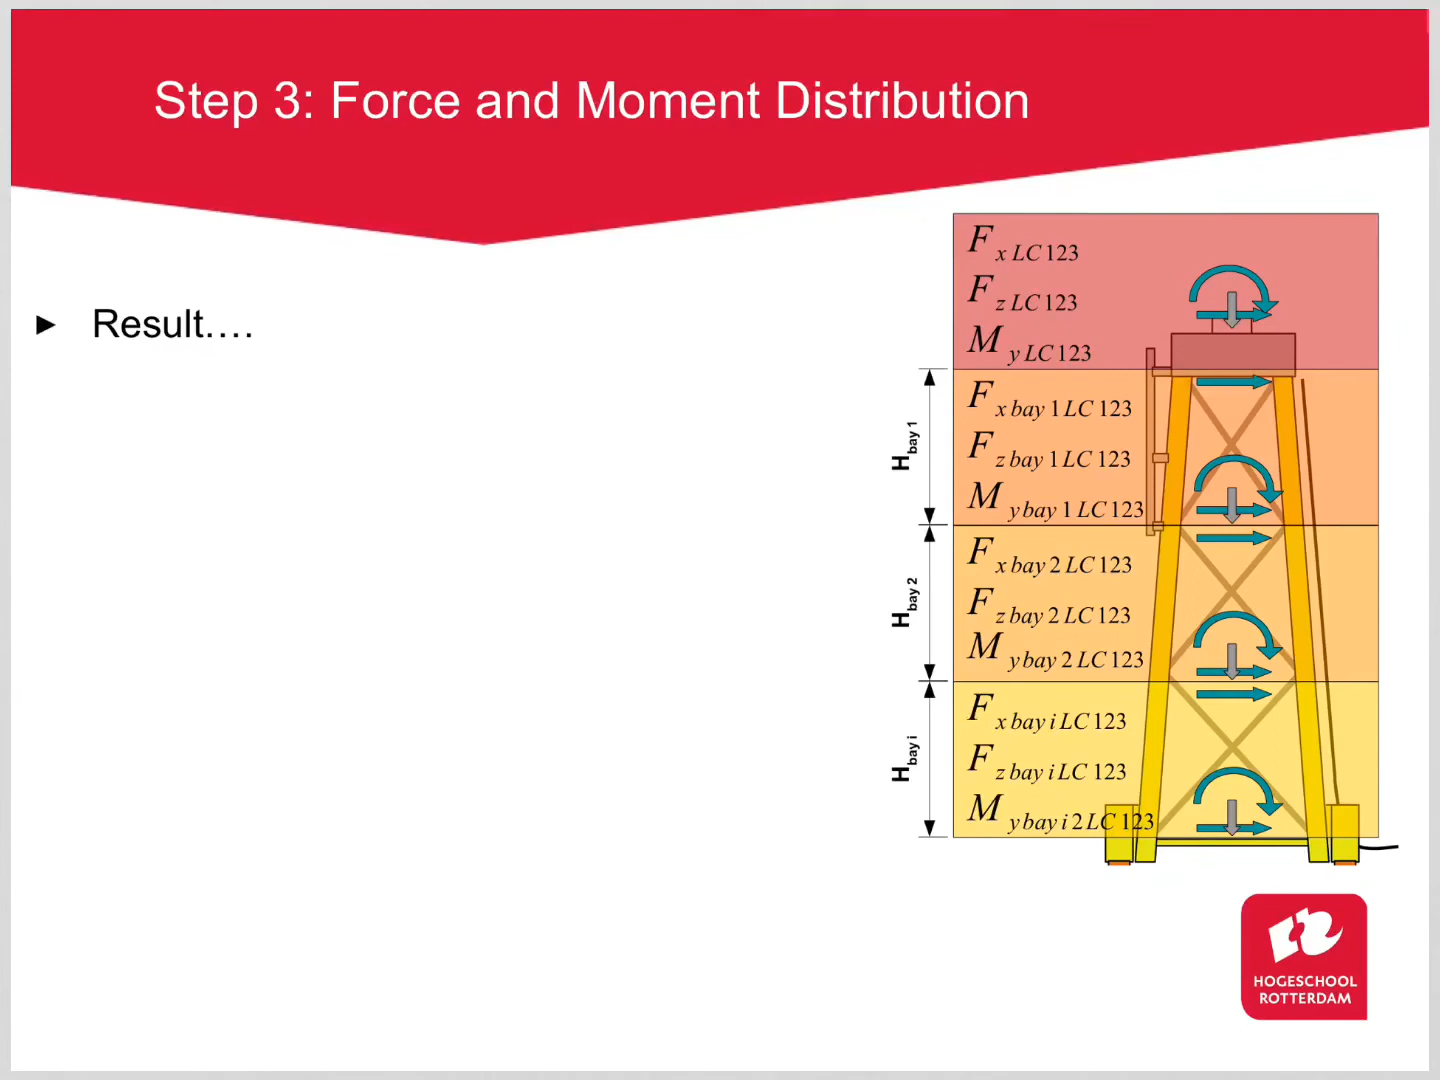 Step 3: Force and Moment Distribution
► Result….
F x LC 123
F z LC 123
M y LC 123
H bay 1
F x bay 1 LC 123
F z bay 1 LC 123
M y bay 1 LC 123
H bay 2
F x bay 2 LC 123
F z bay 2 LC 123
M y bay 2 LC 123
H bay i
F x bay i LC 123
F z bay i LC 123
M y bay i 2 LC 123
HOGESCHOOL
ROTTERDAM